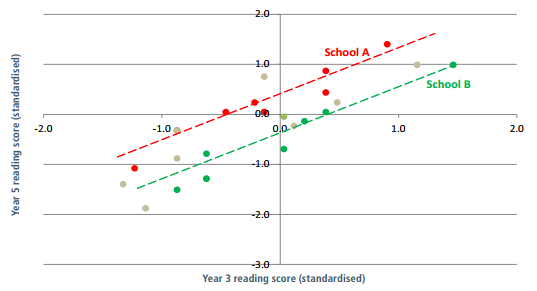 2.0
School A
1.0
School B
0.0
-2.0
-1.0
0.0
1.0
2.0
-1.0
-2.0
-3.0
Year 5 reading score (standardised)
Year 3 reading score (standardised)